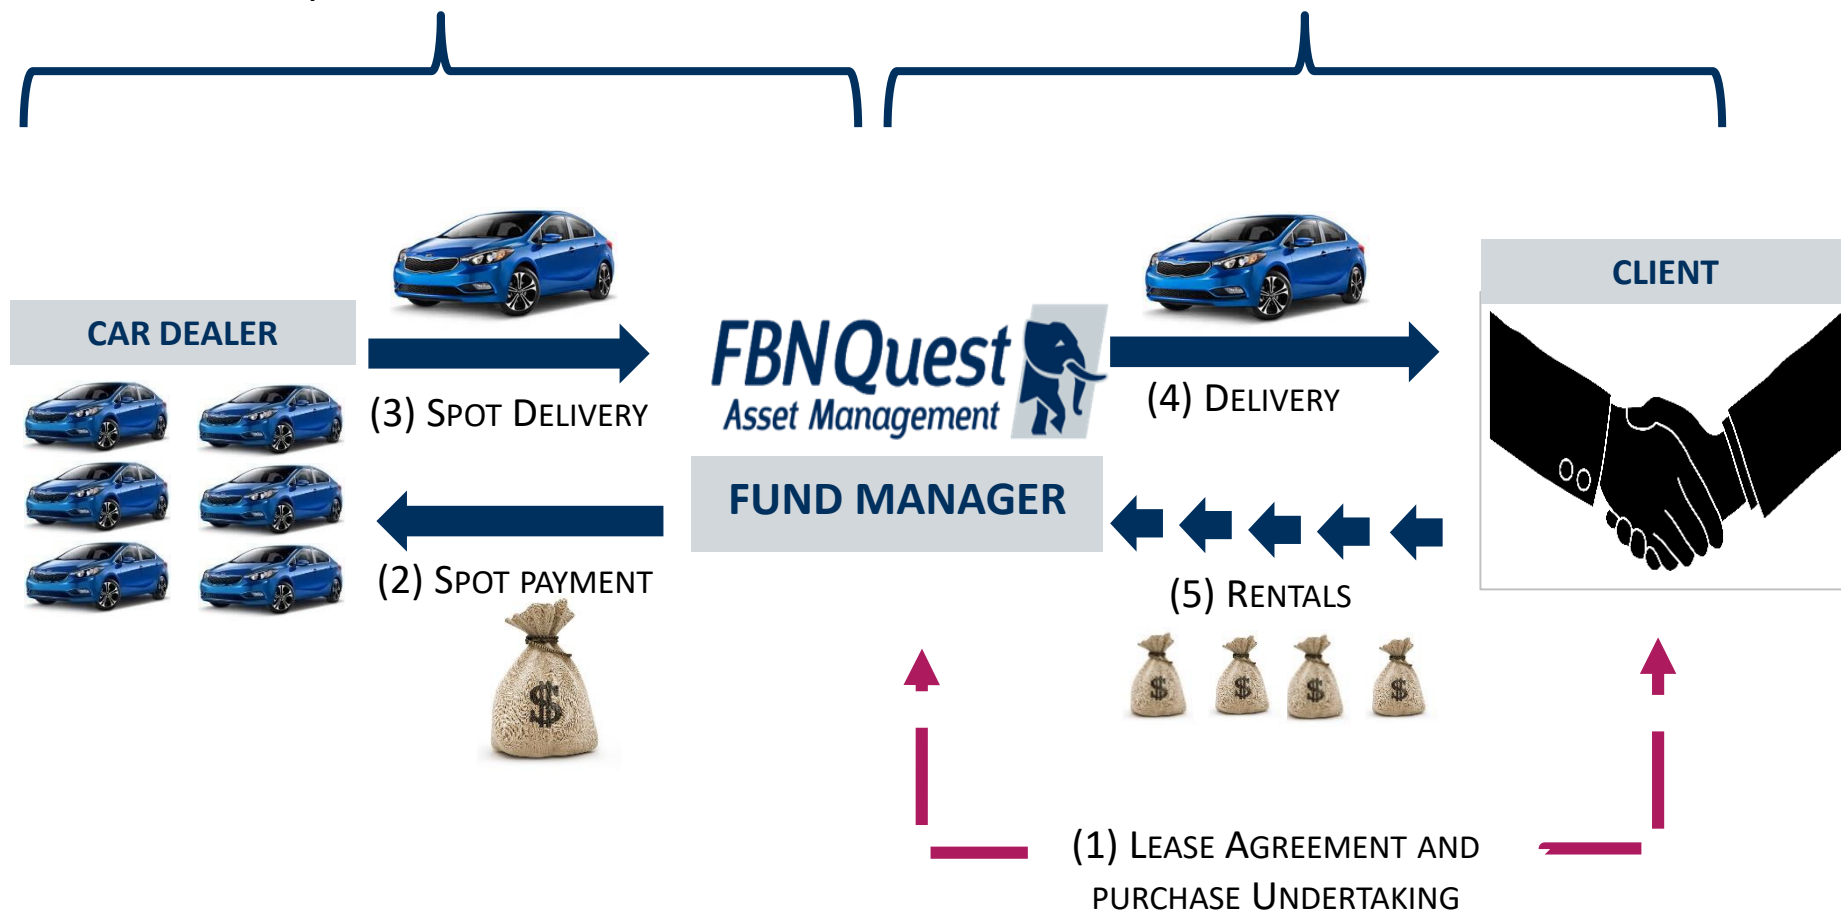 CAR DEALER
(3) SPOT DELIVERY
(2) SPOT PAYMENT
$
FBNQuest
Asset Management
FUND MANAGER
(4) DELIVERY
(5) RENTALS
$ $ $ $
CLIENT
(1) LEASE AGREEMENT AND
PURCHASE UNDERTAKING